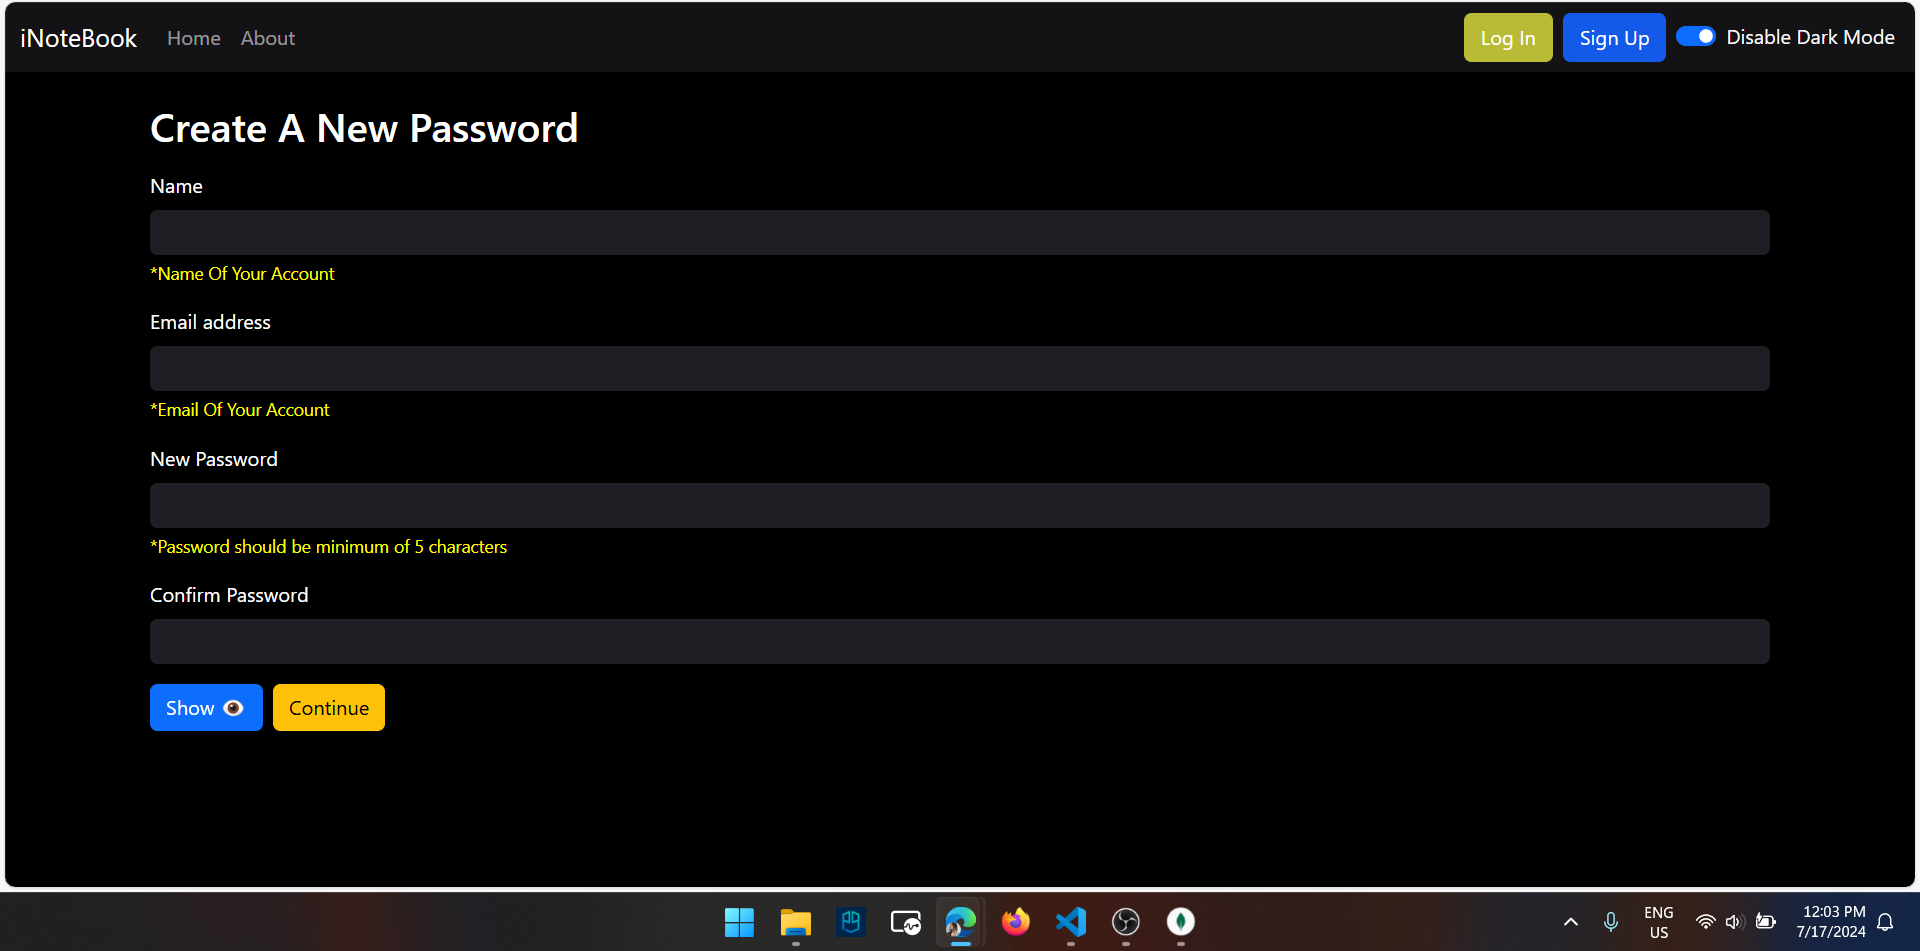 iNoteBook Home About Log In Sign Up Disable Dark Mode
Create A New Password
Name
*Name Of Your Account
Email address
*Email Of Your Account
New Password
*Password should be minimum of 5 characters
Confirm Password
Show Continue
ENG
US
12:03 PM
7/17/2024